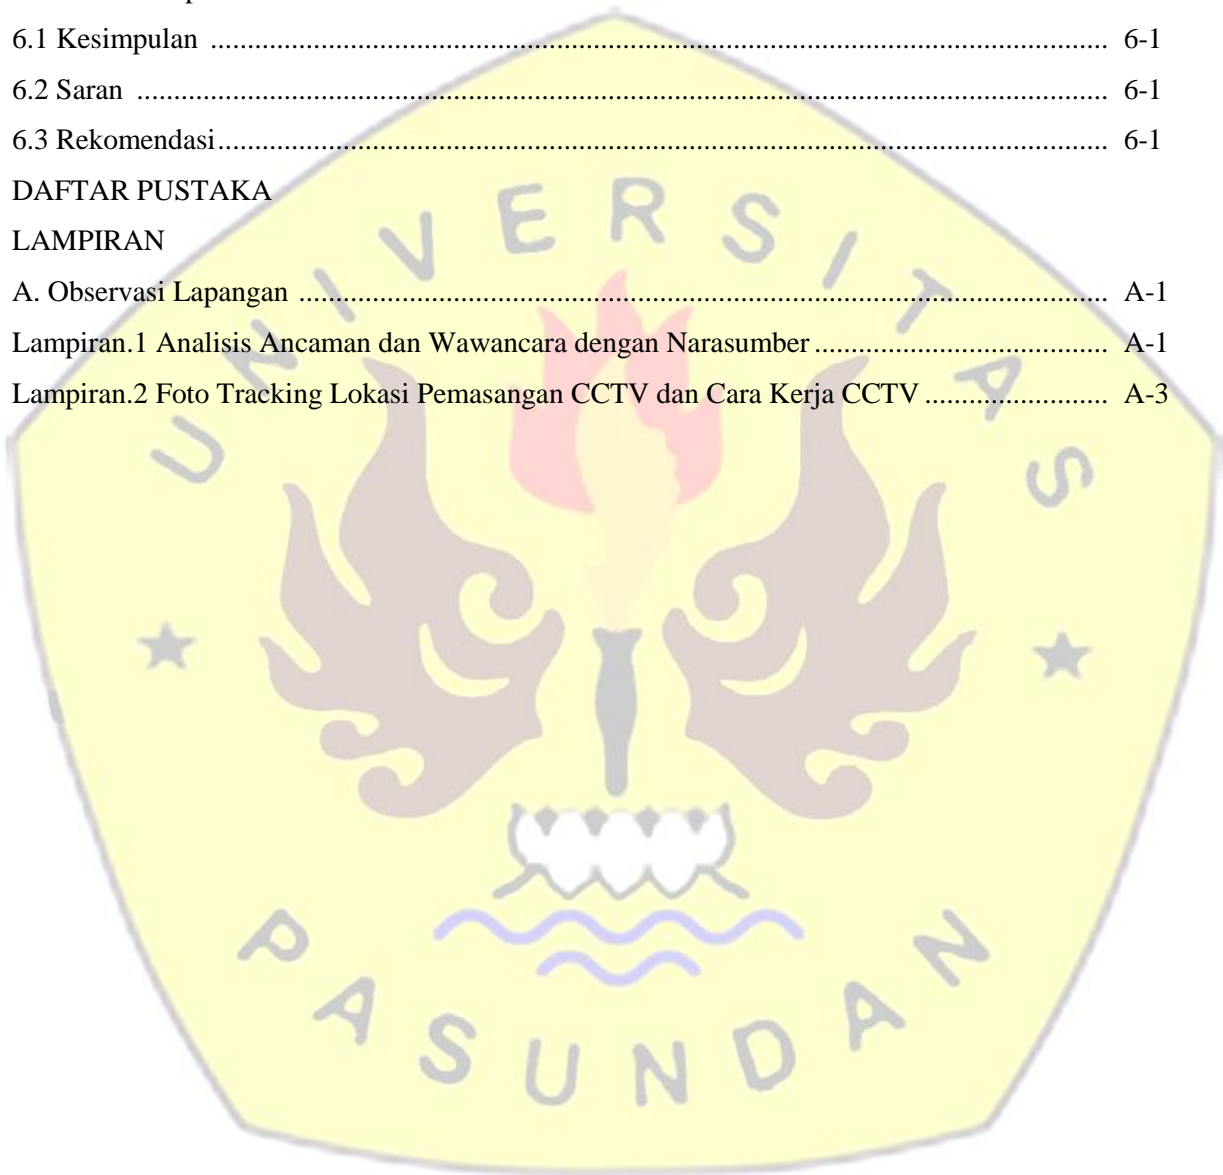 6.1 Kesimpulan ........................................................................................................ 6-1
6.2 Saran ........................................................................................................ 6-1
6.3 Rekomendasi ........................................................................................................ 6-1
DAFTAR PUSTAKA
LAMPIRAN
A. Observasi Lapangan ........................................................................................................ A-1
Lampiran.1 Analisis Ancaman dan Wawancara dengan Narasumber .................................. A-1
Lampiran.2 Foto Tracking Lokasi Pemasangan CCTV dan Cara Kerja CCTV ......................... A-3
UNIVERSITAS
PASUNDAN